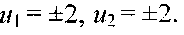 u₁ = ±2, u₂ = ±2.